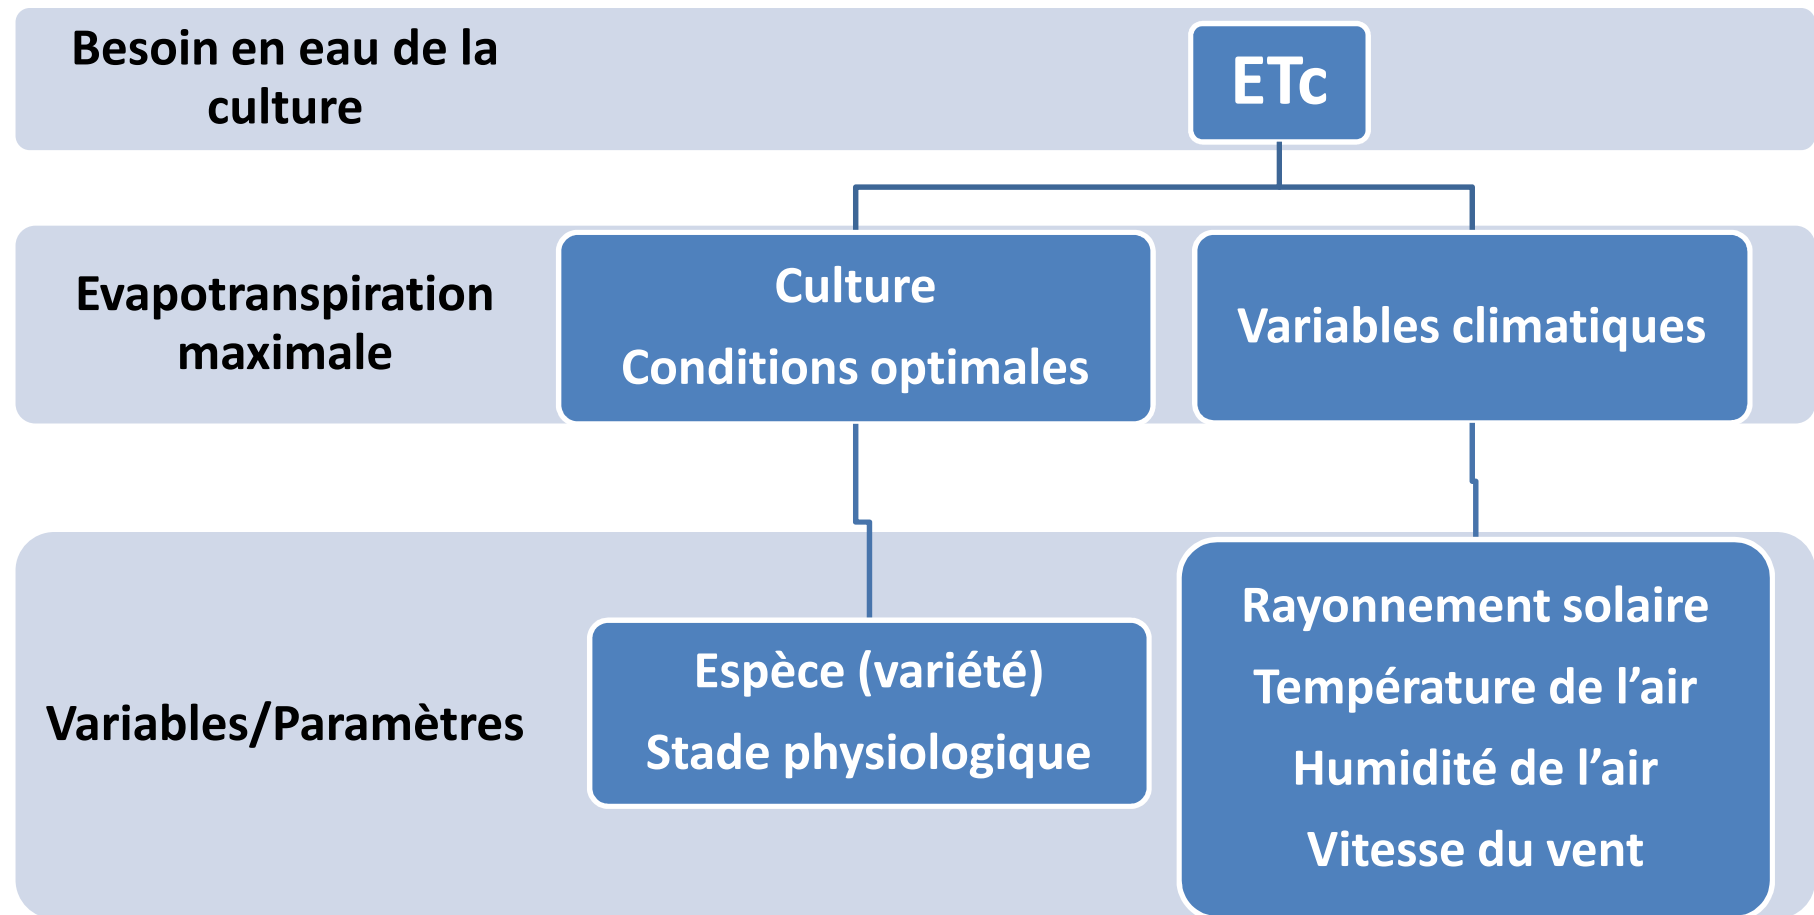 Besoin en eau de la
culture
ETc
Evapotranspiration
maximale
Culture
Conditions optimales
Variables climatiques
Variables/Paramètres
Espèce (variété)
Stade physiologique
Rayonnement solaire
Température de l’air
Humidité de l’air
Vitesse du vent